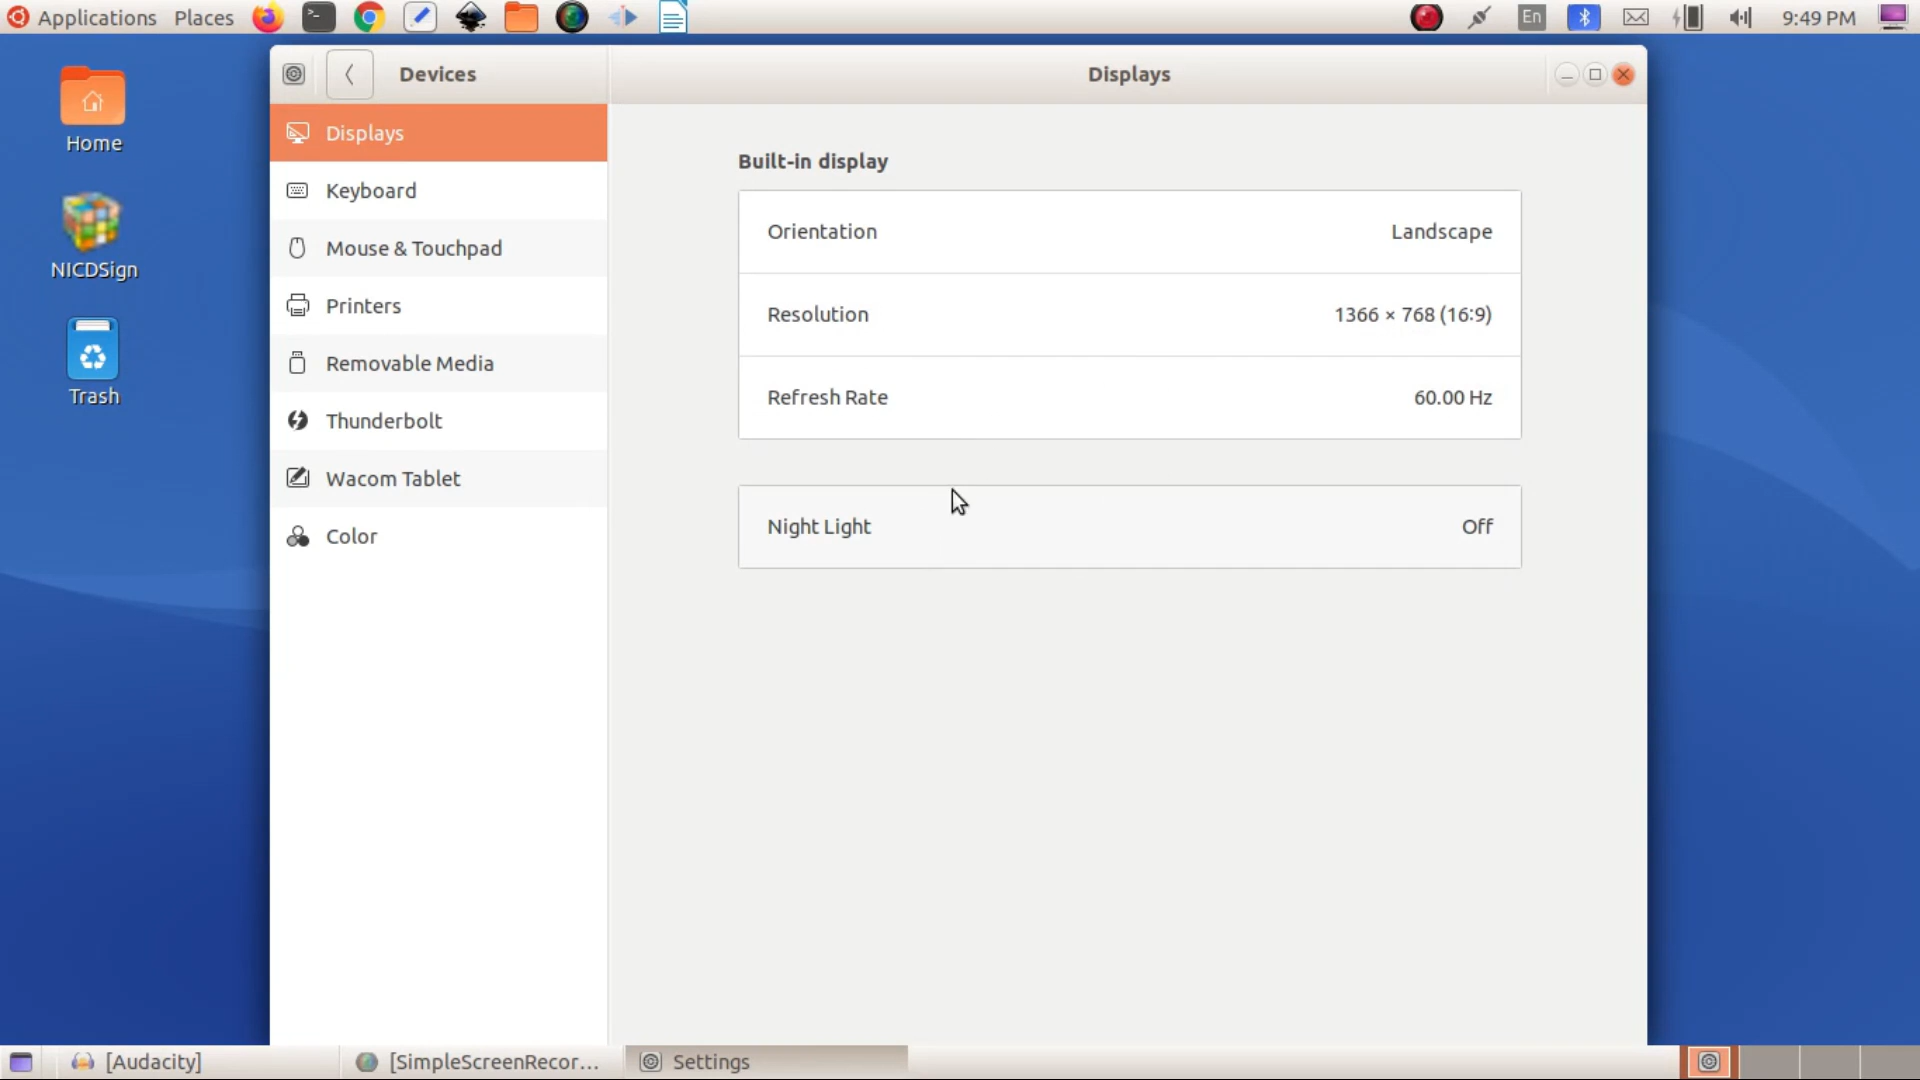 Applications Places En 9:49 PM
Devices Displays
Home
NICDSign
Trash
Displays
Keyboard
Mouse & Touchpad
Printers
Removable Media
Thunderbolt
Wacom Tablet
Color
Built-in display
Orientation Landscape
Resolution 1366 × 768 (16:9)
Refresh Rate 60.00 Hz
Night Light Off
[Audacity] [SimpleScreenRecor... Settings